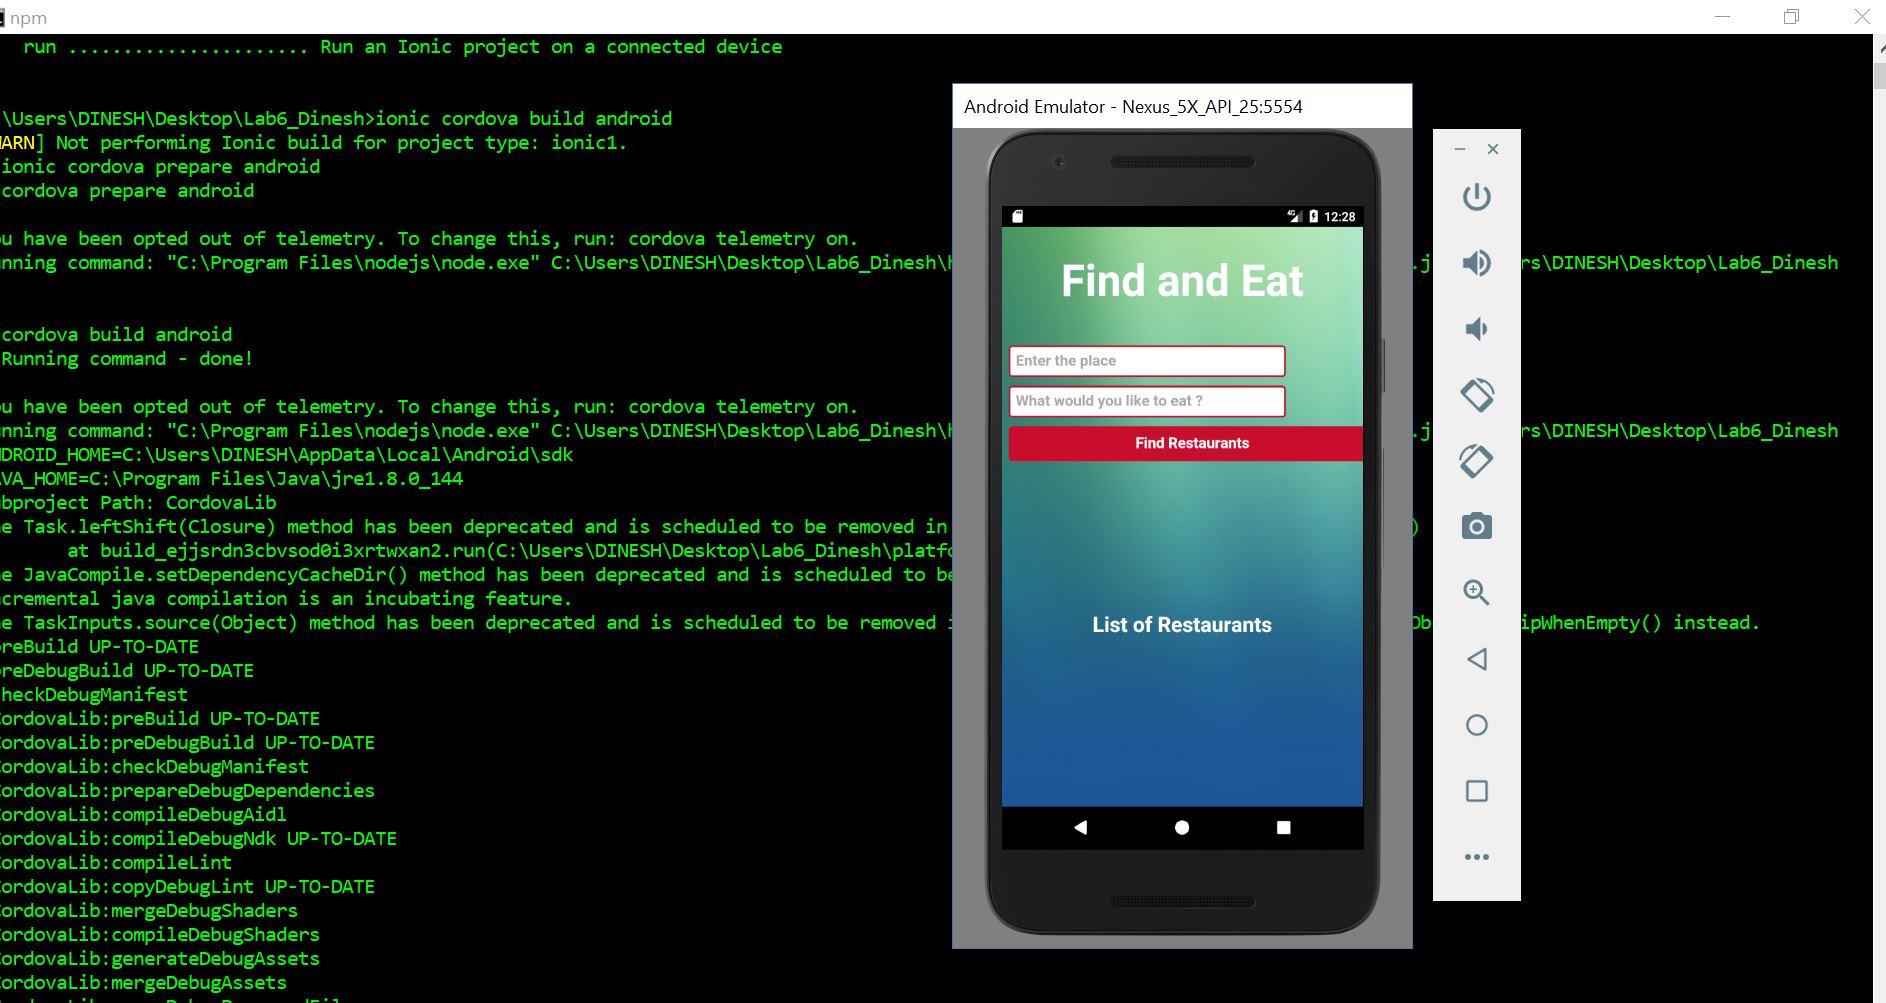 npm
run ...................... Run an Ionic project on a connected device
\Users\DINESH\Desktop\Lab6_Dinesh>ionic cordova build android
ARN] Not performing Ionic build for project type: ionic1.
ionic cordova prepare android
cordova prepare android
u have been opted out of telemetry. To change this, run: cordova telemetry on.
nning command: "C:\Program Files\nodejs\node.exe" C:\Users\DINESH\Desktop\Lab6_Dinesh\h .j rs\DINESH\Desktop\Lab6_Dinesh
cordova build android
Running command - done!
u have been opted out of telemetry. To change this, run: cordova telemetry on.
nning command: "C:\Program Files\nodejs\node.exe" C:\Users\DINESH\Desktop\Lab6_Dinesh\h .j rs\DINESH\Desktop\Lab6_Dinesh
DROID_HOME=C:\Users\DINESH\AppData\Local\Android\sdk
VA_HOME=C:\Program Files\Java\jre1.8.0_144
bproject Path: CordovaLib
e Task.leftShift(Closure) method has been deprecated and is scheduled to be removed in )
at build_ejjsrdn3cbvsod0i3xrtwxan2.run(C:\Users\DINESH\Desktop\Lab6_Dinesh\platfo
e JavaCompile.setDependencyCacheDir() method has been deprecated and is scheduled to be
cremental java compilation is an incubating feature.
e TaskInputs.source(Object) method has been deprecated and is scheduled to be removed i Ob ipWhenEmpty() instead.
reBuild UP-TO-DATE
reDebugBuild UP-TO-DATE
heckDebugManifest
ordovaLib:preBuild UP-TO-DATE
ordovaLib:preDebugBuild UP-TO-DATE
ordovaLib:checkDebugManifest
ordovaLib:prepareDebugDependencies
ordovaLib:compileDebugAidl
ordovaLib:compileDebugNdk UP-TO-DATE
ordovaLib:compileLint
ordovaLib:copyDebugLint UP-TO-DATE
ordovaLib:mergeDebugShaders
ordovaLib:compileDebugShaders
ordovaLib:generateDebugAssets
ordovaLib:mergeDebugAssets
Android Emulator - Nexus_5X_API_25:5554
4G 12:28
Find and Eat
Enter the place
What would you like to eat ?
Find Restaurants
List of Restaurants